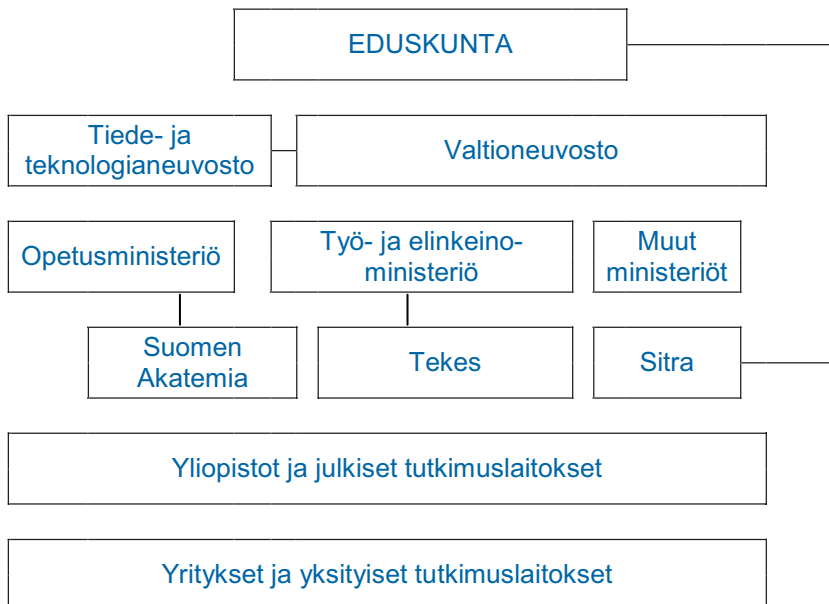 EDUSKUNTA
Tiede- ja
teknologianeuvosto
Valtioneuvosto
Opetusministeriö
Työ- ja elinkeino-
ministeriö
Muut
ministeriöt
Suomen
Akatemia
Tekes
Sitra
Yliopistot ja julkiset tutkimuslaitokset
Yritykset ja yksityiset tutkimuslaitokset